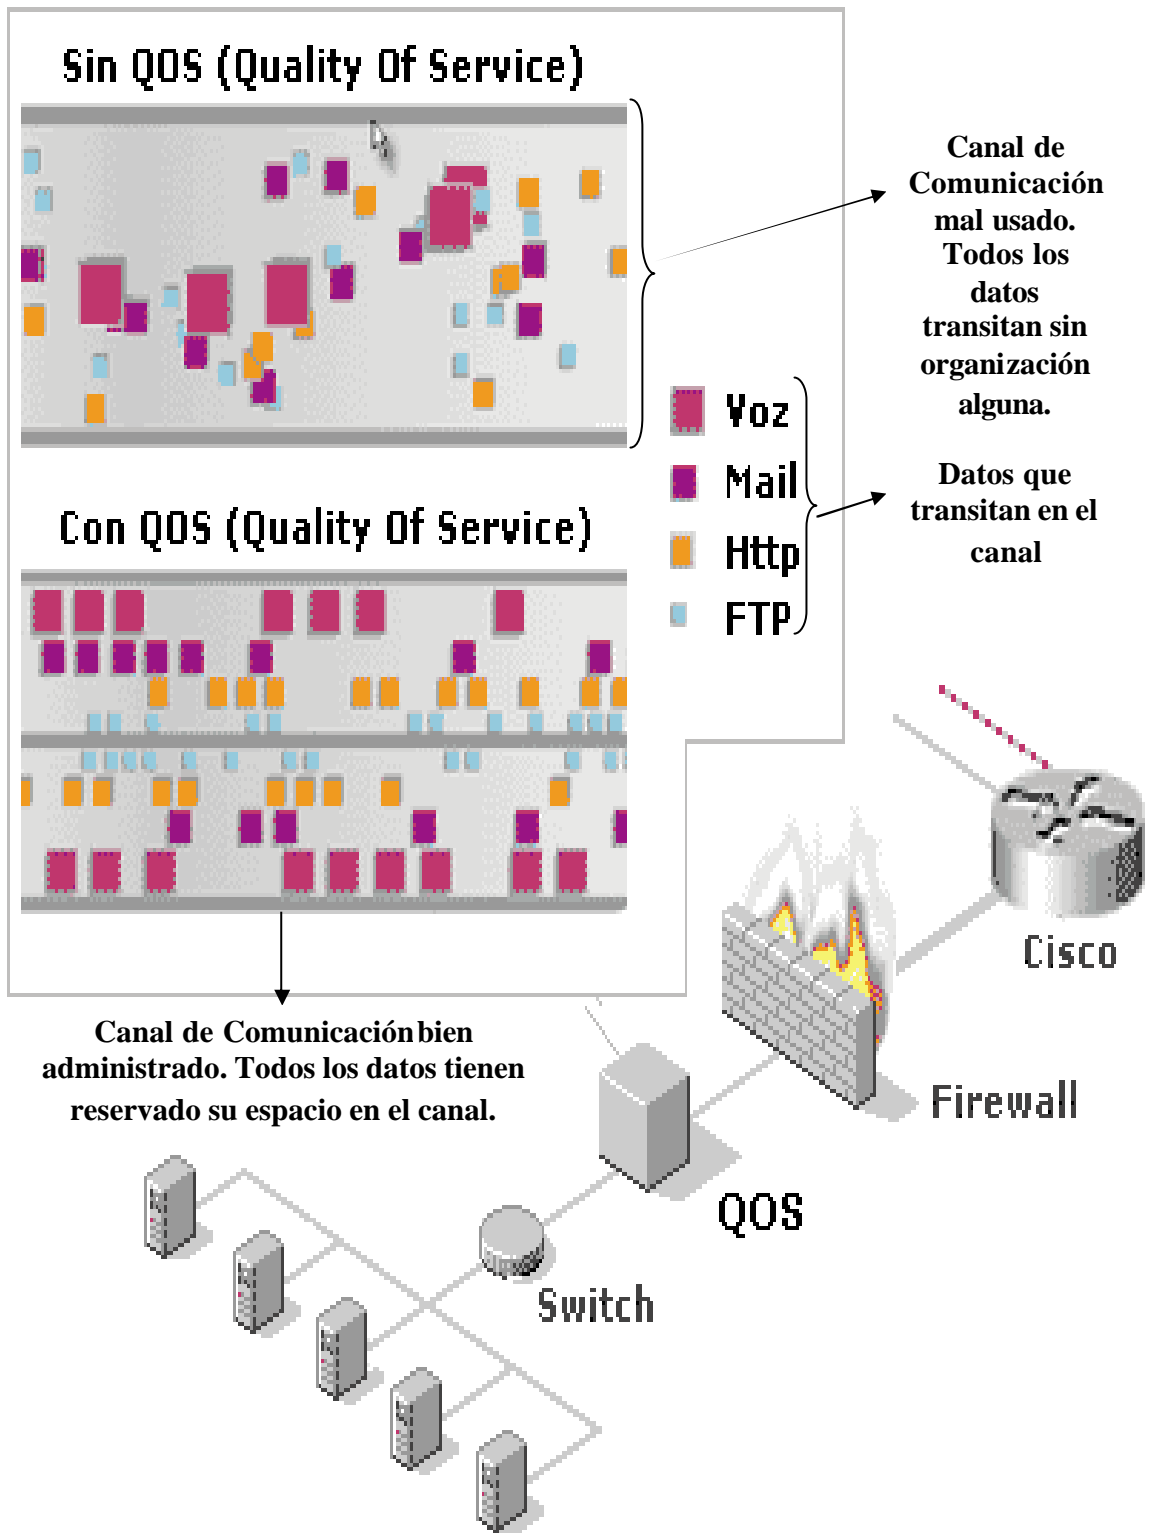 Sin QOS (Quality Of Service)
Canal de
Comunicación
mal usado.
Todos los
datos
transitan sin
organización
alguna.
Voz
Mail
Http
FTP
Datos que
transitan en el
canal
Con QOS (Quality Of Service)
Canal de Comunicación bien
administrado. Todos los datos tienen
reservado su espacio en el canal.
Cisco
Firewall
QOS
Switch